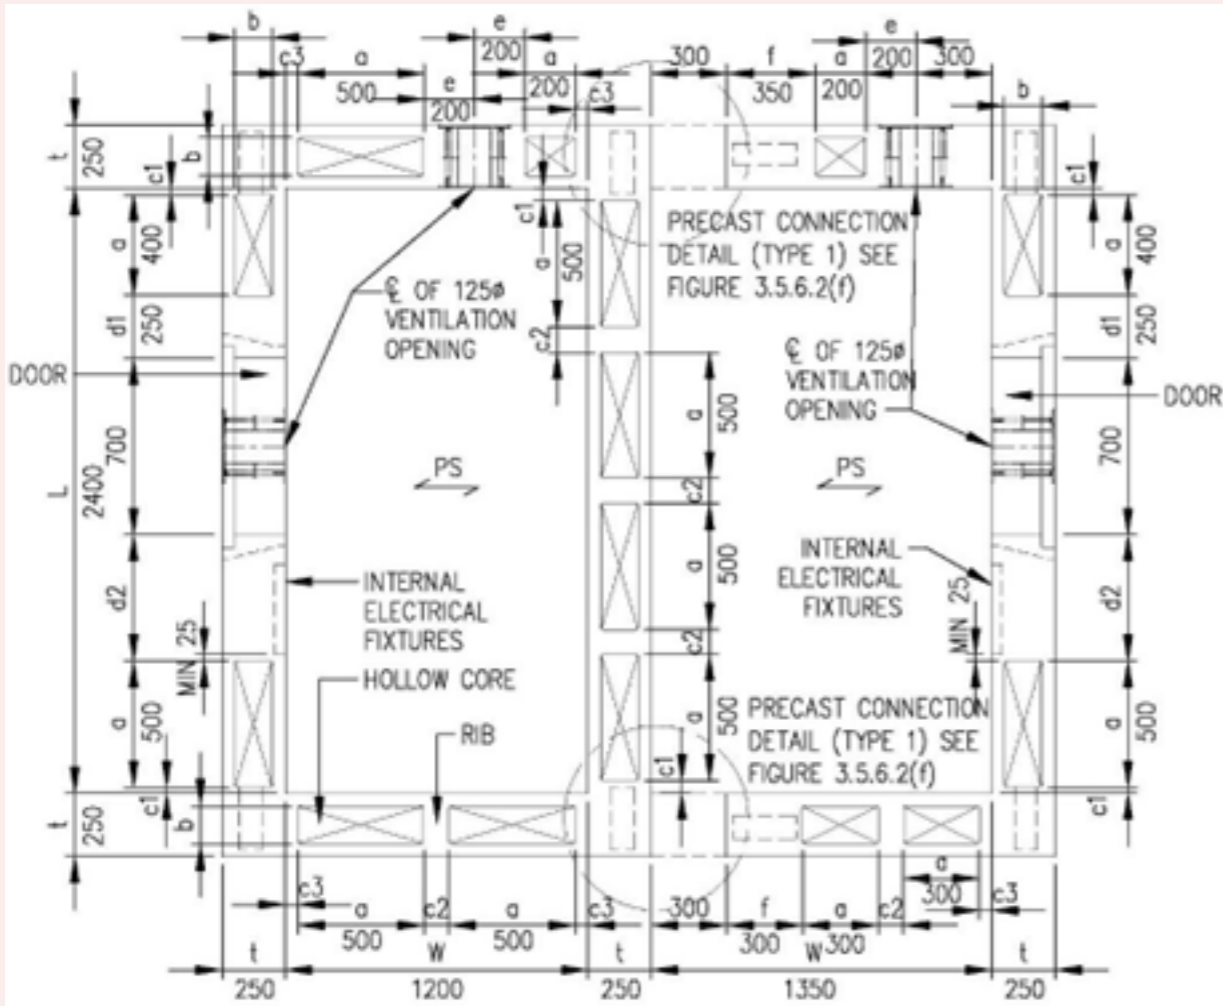 b
c3
a
500
e
200
e
200
a
200
c3
300
f
350
a
200
e
200
300
b
t
250
c1
b
a
400
d1
250
DOOR
700
L
2400
d2
MIN 25
a
500
c1
t
250
b
c1
a
500
c2
a
500
c2
a
500
c2
a
500
c1
PRECAST CONNECTION
DETAIL (TYPE 1) SEE
FIGURE 3.5.6.2(f)
℄ OF 125ø
VENTILATION
OPENING
℄ OF 125ø
VENTILATION
OPENING
PS
PS
INTERNAL
ELECTRICAL
FIXTURES
INTERNAL
ELECTRICAL
FIXTURES
HOLLOW CORE
RIB
PRECAST CONNECTION
DETAIL (TYPE 1) SEE
FIGURE 3.5.6.2(f)
c1
a
400
d1
250
DOOR
700
d2
MIN 25
a
500
c1
c3
a
500
c2
a
500
c3
300
f
300
a
300
c2
a
300
c3
t
250
W
1200
t
250
W
1350
t
250